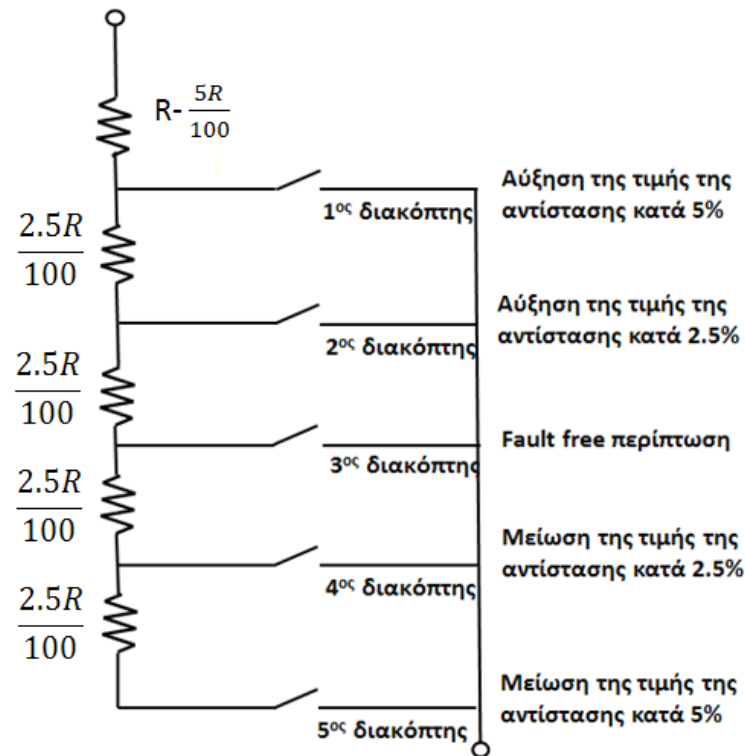 R- 5R/100
Αύξηση της τιμής της
αντίστασης κατά 5%
1ος διακόπτης
2.5R/100
Αύξηση της τιμής της
αντίστασης κατά 2.5%
2ος διακόπτης
2.5R/100
Fault free περίπτωση
3ος διακόπτης
2.5R/100
Μείωση της τιμής της
αντίστασης κατά 2.5%
4ος διακόπτης
2.5R/100
Μείωση της τιμής της
αντίστασης κατά 5%
5ος διακόπτης